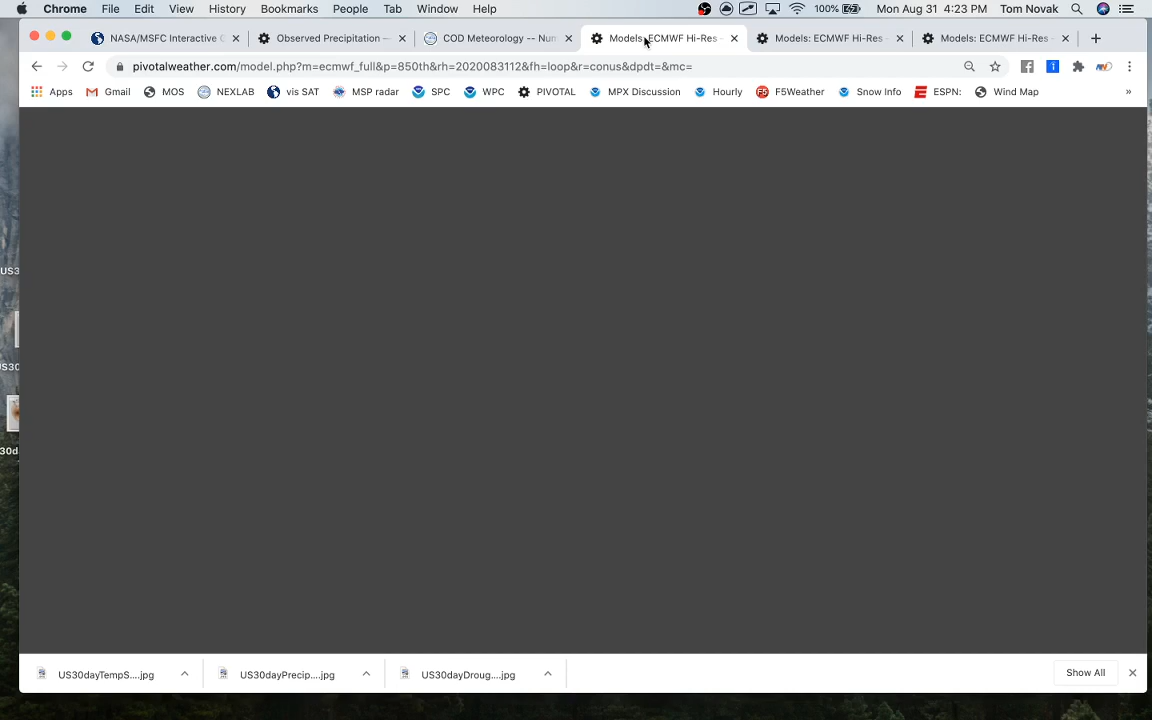 Chrome File Edit View History Bookmarks People Tab Window Help 100% Mon Aug 31 4:23 PM Tom Novak
NASA/MSFC Interactive Observed Precipitation — COD Meteorology -- Num Models: ECMWF Hi-Res - Models: ECMWF Hi-Res - Models: ECMWF Hi-Res -
pivotalweather.com/model.php?m=ecmwf_full&p=850th&rh=2020083112&fh=loop&r=conus&dpdt=&mc=
Apps Gmail MOS NEXLAB vis SAT MSP radar SPC WPC PIVOTAL MPX Discussion Hourly F5Weather Snow Info ESPN: Wind Map »
US3
US30
30d
US30dayTempS....jpg US30dayPrecip....jpg US30dayDroug....jpg Show All